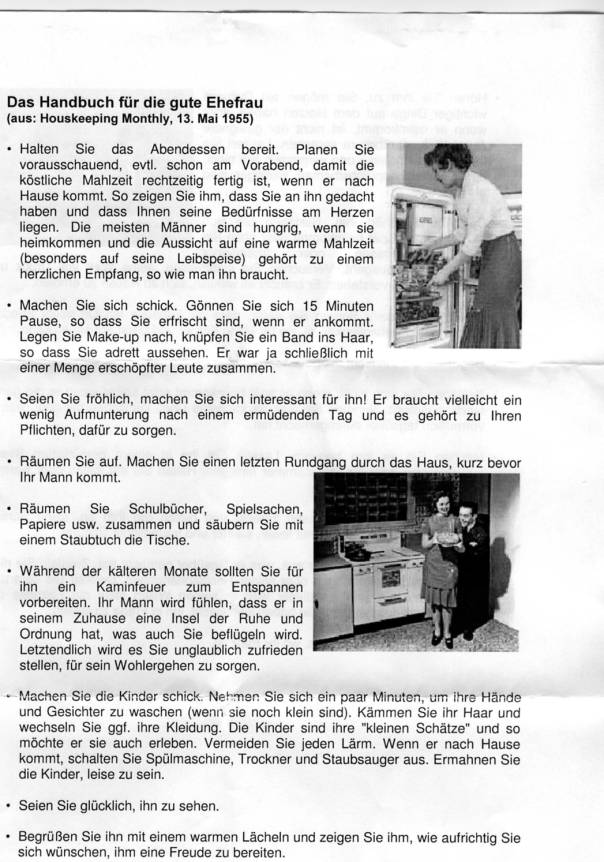 Das Handbuch für die gute Ehefrau
(aus: Houskeeping Monthly, 13. Mai 1955)
• Halten Sie das Abendessen bereit. Planen Sie
vorausschauend, evtl. schon am Vorabend, damit die
köstliche Mahlzeit rechtzeitig fertig ist, wenn er nach
Hause kommt. So zeigen Sie ihm, dass Sie an ihn gedacht
haben und dass Ihnen seine Bedürfnisse am Herzen
liegen. Die meisten Männer sind hungrig, wenn sie
heimkommen und die Aussicht auf eine warme Mahlzeit
(besonders auf seine Leibspeise) gehört zu einem
herzlichen Empfang, so wie man ihn braucht.
• Machen Sie sich schick. Gönnen Sie sich 15 Minuten
Pause, so dass Sie erfrischt sind, wenn er ankommt.
Legen Sie Make-up nach, knüpfen Sie ein Band ins Haar,
so dass Sie adrett aussehen. Er war ja schließlich mit
einer Menge erschöpfter Leute zusammen.
• Seien Sie fröhlich, machen Sie sich interessant für ihn! Er braucht vielleicht ein
wenig Aufmunterung nach einem ermüdenden Tag und es gehört zu Ihren
Pflichten, dafür zu sorgen.
• Räumen Sie auf. Machen Sie einen letzten Rundgang durch das Haus, kurz bevor
Ihr Mann kommt.
• Räumen Sie Schulbücher, Spielsachen,
Papiere usw. zusammen und säubern Sie mit
einem Staubtuch die Tische.
• Während der kälteren Monate sollten Sie für
ihn ein Kaminfeuer zum Entspannen
vorbereiten. Ihr Mann wird fühlen, dass er in
seinem Zuhause eine Insel der Ruhe und
Ordnung hat, was auch Sie beflügeln wird.
Letztendlich wird es Sie unglaublich zufrieden
stellen, für sein Wohlergehen zu sorgen.
• Machen Sie die Kinder schick. Nehmen Sie sich ein paar Minuten, um ihre Hände
und Gesichter zu waschen (wenn sie noch klein sind). Kämmen Sie ihr Haar und
wechseln Sie ggf. ihre Kleidung. Die Kinder sind ihre "kleinen Schätze" und so
möchte er sie auch erleben. Vermeiden Sie jeden Lärm. Wenn er nach Hause
kommt, schalten Sie Spülmaschine, Trockner und Staubsauger aus. Ermahnen Sie
die Kinder, leise zu sein.
• Seien Sie glücklich, ihn zu sehen.
• Begrüßen Sie ihn mit einem warmen Lächeln und zeigen Sie ihm, wie aufrichtig Sie
sich wünschen, ihm eine Freude zu bereiten.